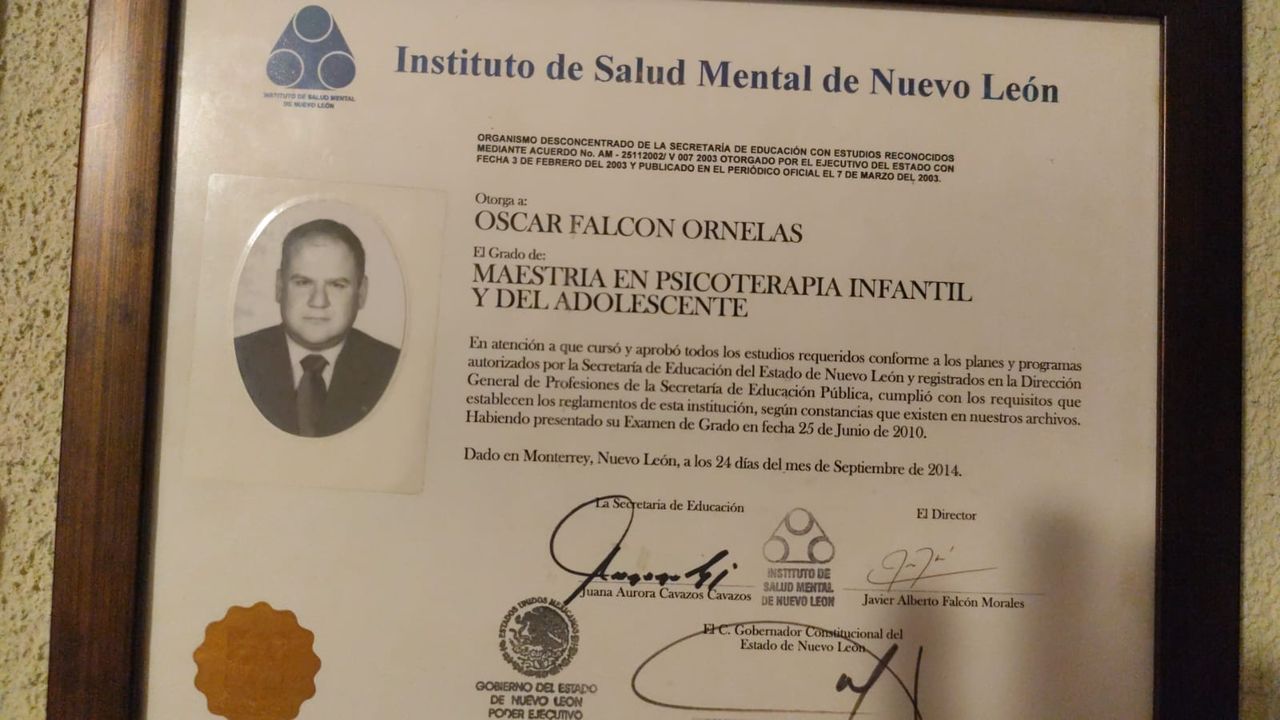 INSTITUTO DE SALUD MENTAL
DE NUEVO LEÓN
Instituto de Salud Mental de Nuevo León
ORGANISMO DESCONCENTRADO DE LA SECRETARÍA DE EDUCACIÓN CON ESTUDIOS RECONOCIDOS
MEDIANTE ACUERDO No. AM - 25112002/ V 007 2003 OTORGADO POR EL EJECUTIVO DEL ESTADO CON
FECHA 3 DE FEBRERO DEL 2003 Y PUBLICADO EN EL PERIÓDICO OFICIAL EL 7 DE MARZO DEL 2003.
Otorga a:
OSCAR FALCON ORNELAS
El Grado de:
MAESTRIA EN PSICOTERAPIA INFANTIL
Y DEL ADOLESCENTE
En atención a que cursó y aprobó todos los estudios requeridos conforme a los planes y programas
autorizados por la Secretaría de Educación del Estado de Nuevo León y registrados en la Dirección
General de Profesiones de la Secretaría de Educación Pública, cumplió con los requisitos que
establecen los reglamentos de esta institución, según constancias que existen en nuestros archivos.
Habiendo presentado su Examen de Grado en fecha 25 de Junio de 2010.
Dado en Monterrey, Nuevo León, a los 24 días del mes de Septiembre de 2014.
La Secretaria de Educación
El Director
INSTITUTO DE
SALUD MENTAL
DE NUEVO LEON
Juana Aurora Cavazos Cavazos
Javier Alberto Falcón Morales
ESTADOS UNIDOS MEXICANOS
El C. Gobernador Constitucional del
Estado de Nuevo León
GOBIERNO DEL ESTADO
DE NUEVO LEON
PODER EJECUTIVO